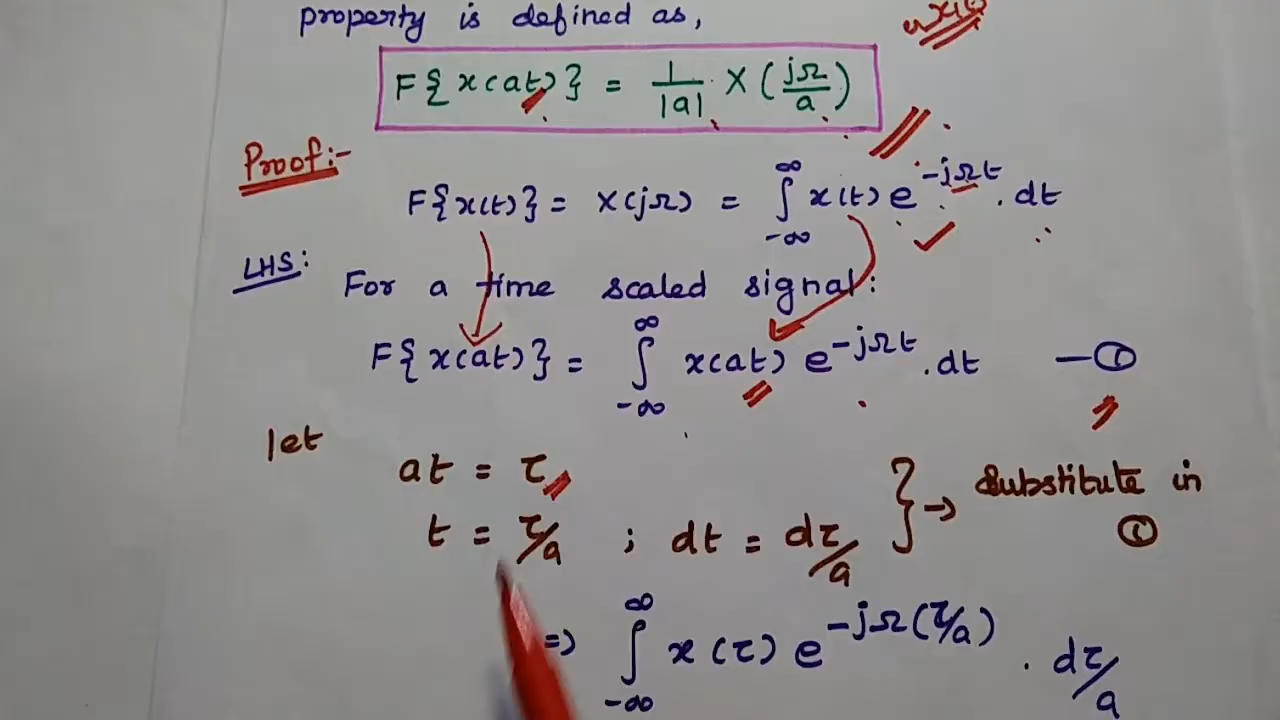 property is defined as,
F{x(at)} = 1/|a| . X(jΩ/a)
Proof:-
F{x(t)} = X(jΩ) = ∫_{-∞}^{∞} x(t) e^{-jΩt} . dt
LHS:
For a time scaled signal:
F{x(at)} = ∫_{-∞}^{∞} x(at) e^{-jΩt} . dt —①
let
at = τ
t = τ/a ; dt = dτ/a } → substitute in ①
=> ∫_{-∞}^{∞} x(τ) e^{-jΩ(τ/a)} . dτ/a